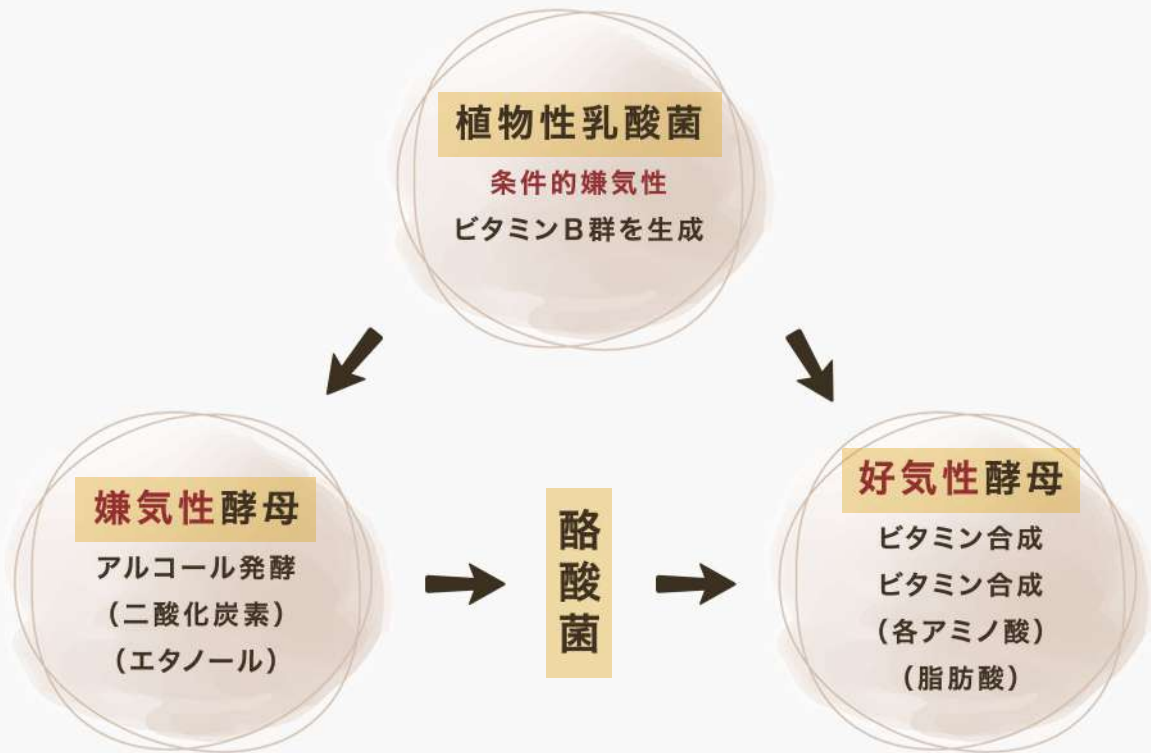 植物性乳酸菌
条件的嫌気性
ビタミンB群を生成
嫌気性酵母
アルコール発酵
(二酸化炭素)
(エタノール)
酪酸菌
好気性酵母
ビタミン合成
ビタミン合成
(各アミノ酸)
(脂肪酸)